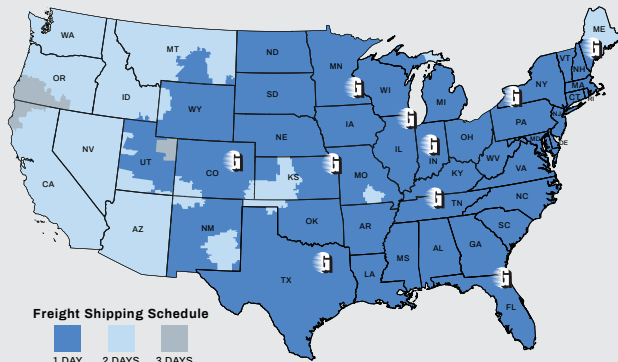 WA
MT
ND
MN
ME
OR
ID
WY
SD
WI
MI
NY
VT
NH
MA
CT
RI
NV
UT
CO
NE
IA
IL
IN
OH
PA
NJ
MD
DE
CA
AZ
NM
KS
MO
KY
WV
VA
OK
AR
TN
NC
TX
LA
MS
AL
GA
SC
FL
G
G
G
G
G
G
G
G
G
G
Freight Shipping Schedule
1 DAY
2 DAYS
3 DAYS